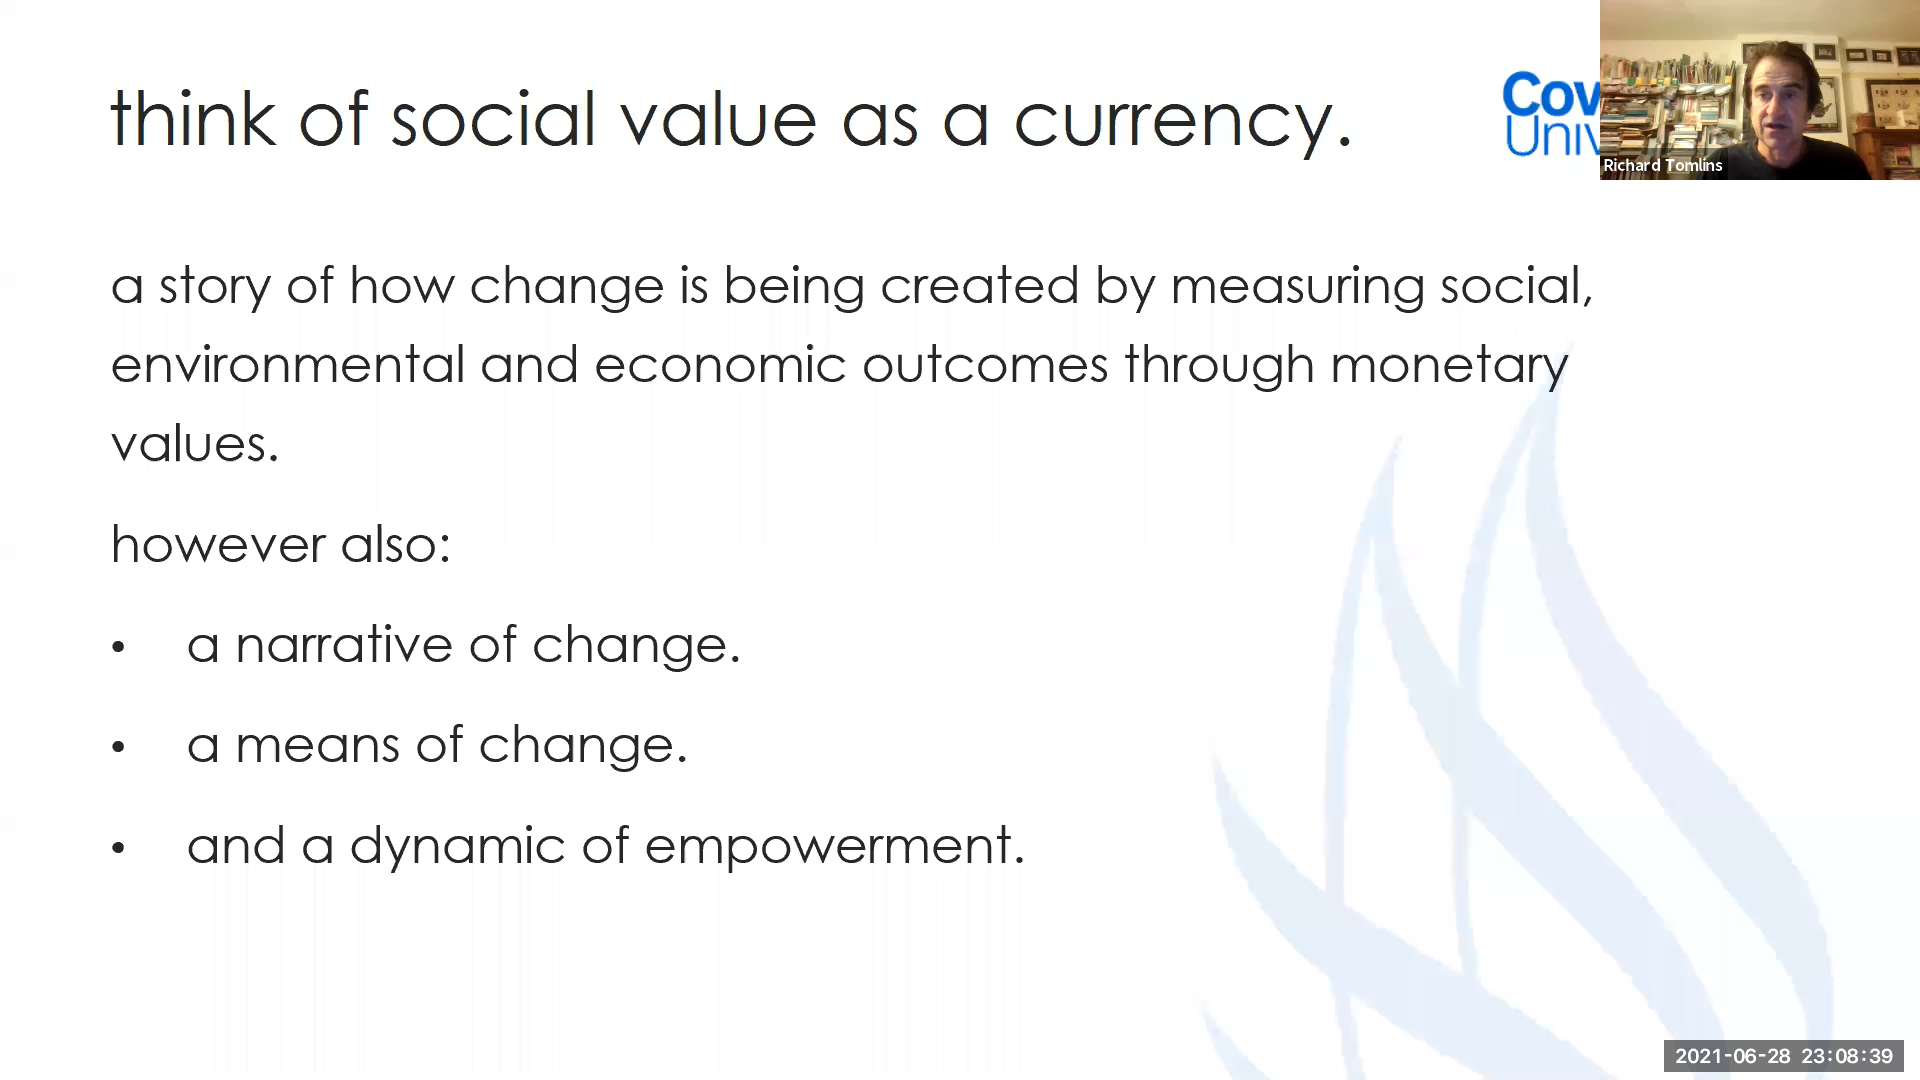 think of social value as a currency.
Cov
Univ
Richard Tomlins
a story of how change is being created by measuring social,
environmental and economic outcomes through monetary
values.
however also:
• a narrative of change.
• a means of change.
• and a dynamic of empowerment.
2021-06-28 23:08:39